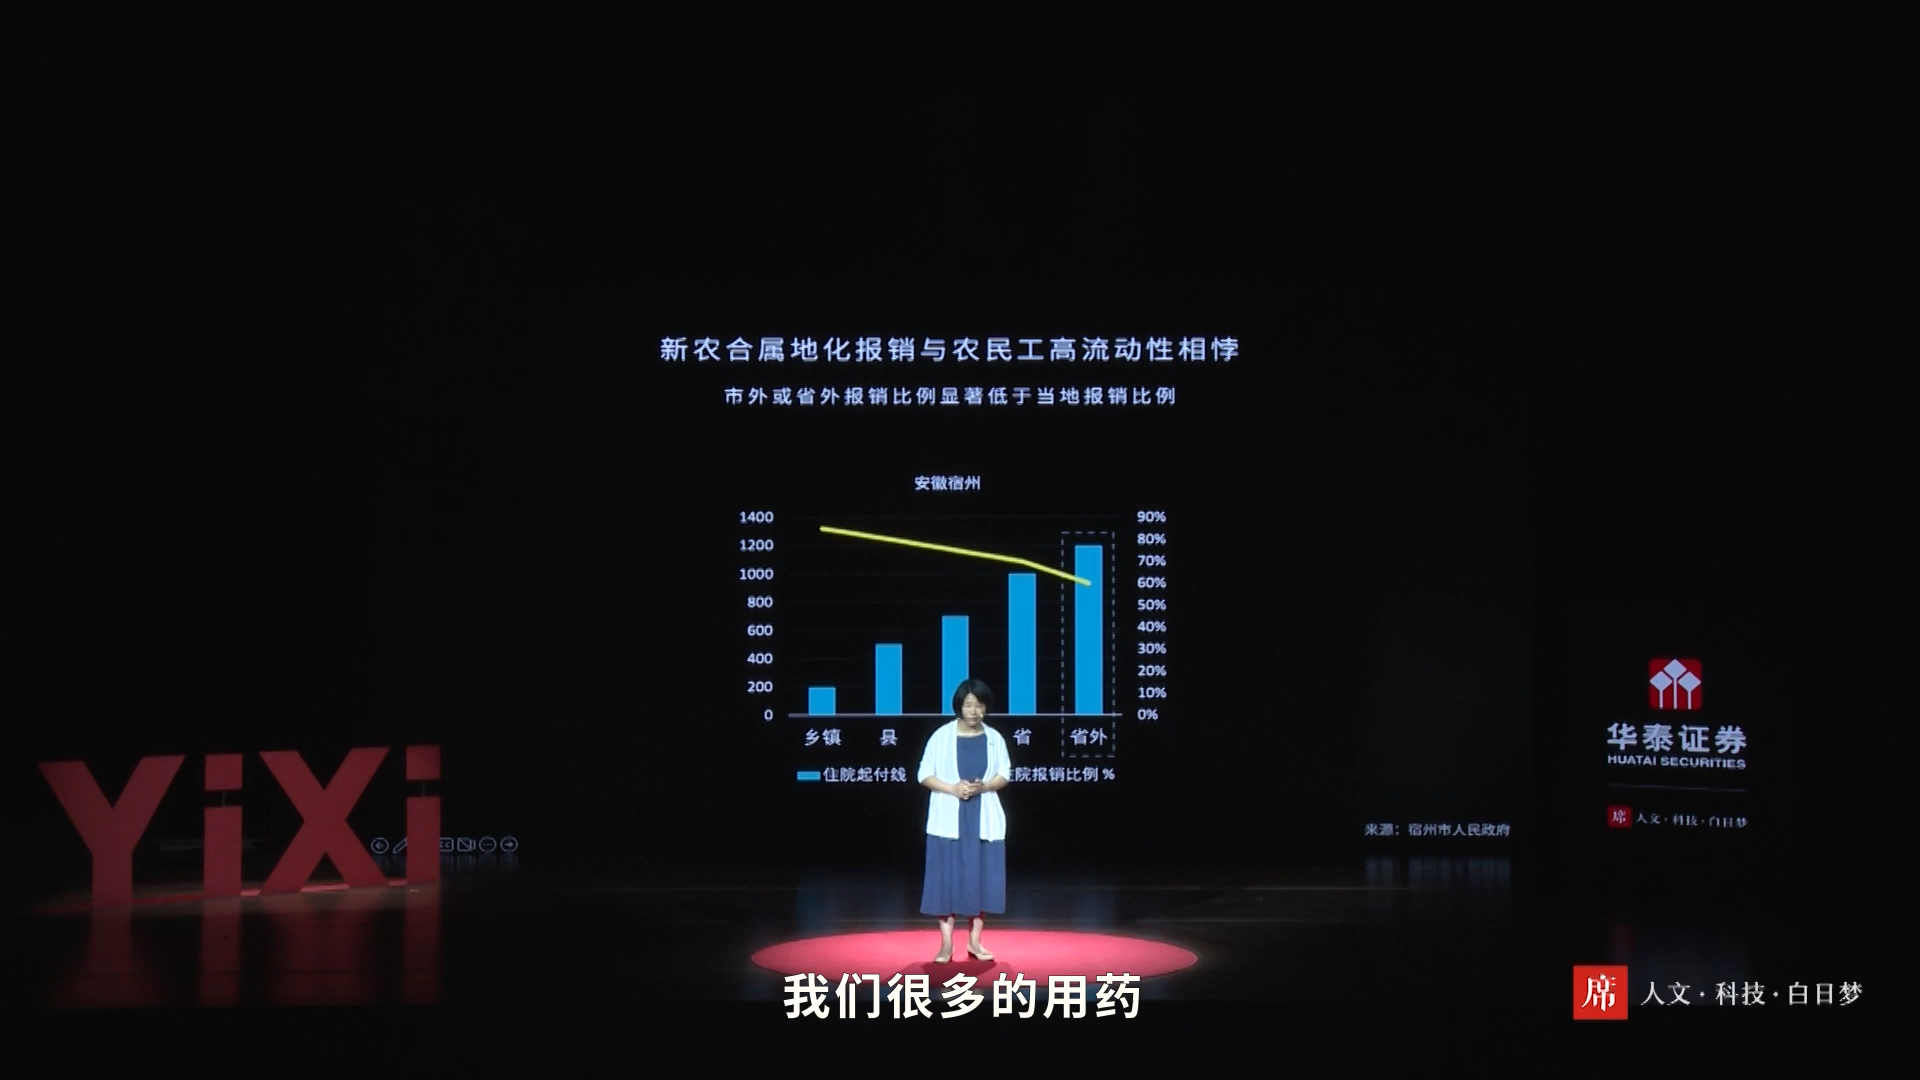 新农合属地化报销与农民工高流动性相悖
市外或省外报销比例显著低于当地报销比例
安徽宿州
1400
1200
1000
800
600
400
200
0
90%
80%
70%
60%
50%
40%
30%
20%
10%
0%
乡镇 县 省 省外
住院起付线 住院报销比例 %
来源：宿州市人民政府
YiXi
华泰证券
HUATAI SECURITIES
席 人文·科技·白日梦
我们很多的用药
席 人文·科技·白日梦